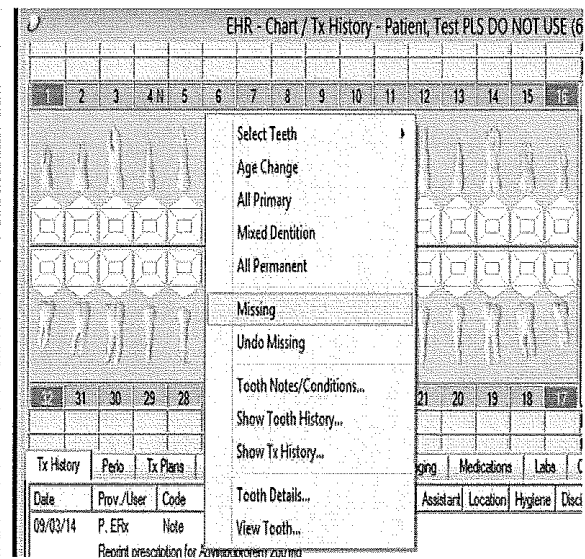 EHR - Chart / Tx History - Patient, Test PLS DO NOT USE (6
1 2 3 4 N 5 6 7 8 9 10 11 12 13 14 15 16
Select Teeth
Age Change
All Primary
Mixed Dentition
All Permanent
Missing
Undo Missing
Tooth Notes/Conditions...
Show Tooth History...
Show Tx History...
Tooth Details...
View Tooth...
32 31 30 29 28 21 20 19 18 17
Tx History Perio Tx Plans ging Medications Labs
Date Prov./User Code Assistant Location Hygiene Disci
09/03/14 P. ERx Note
Reprint prescription for